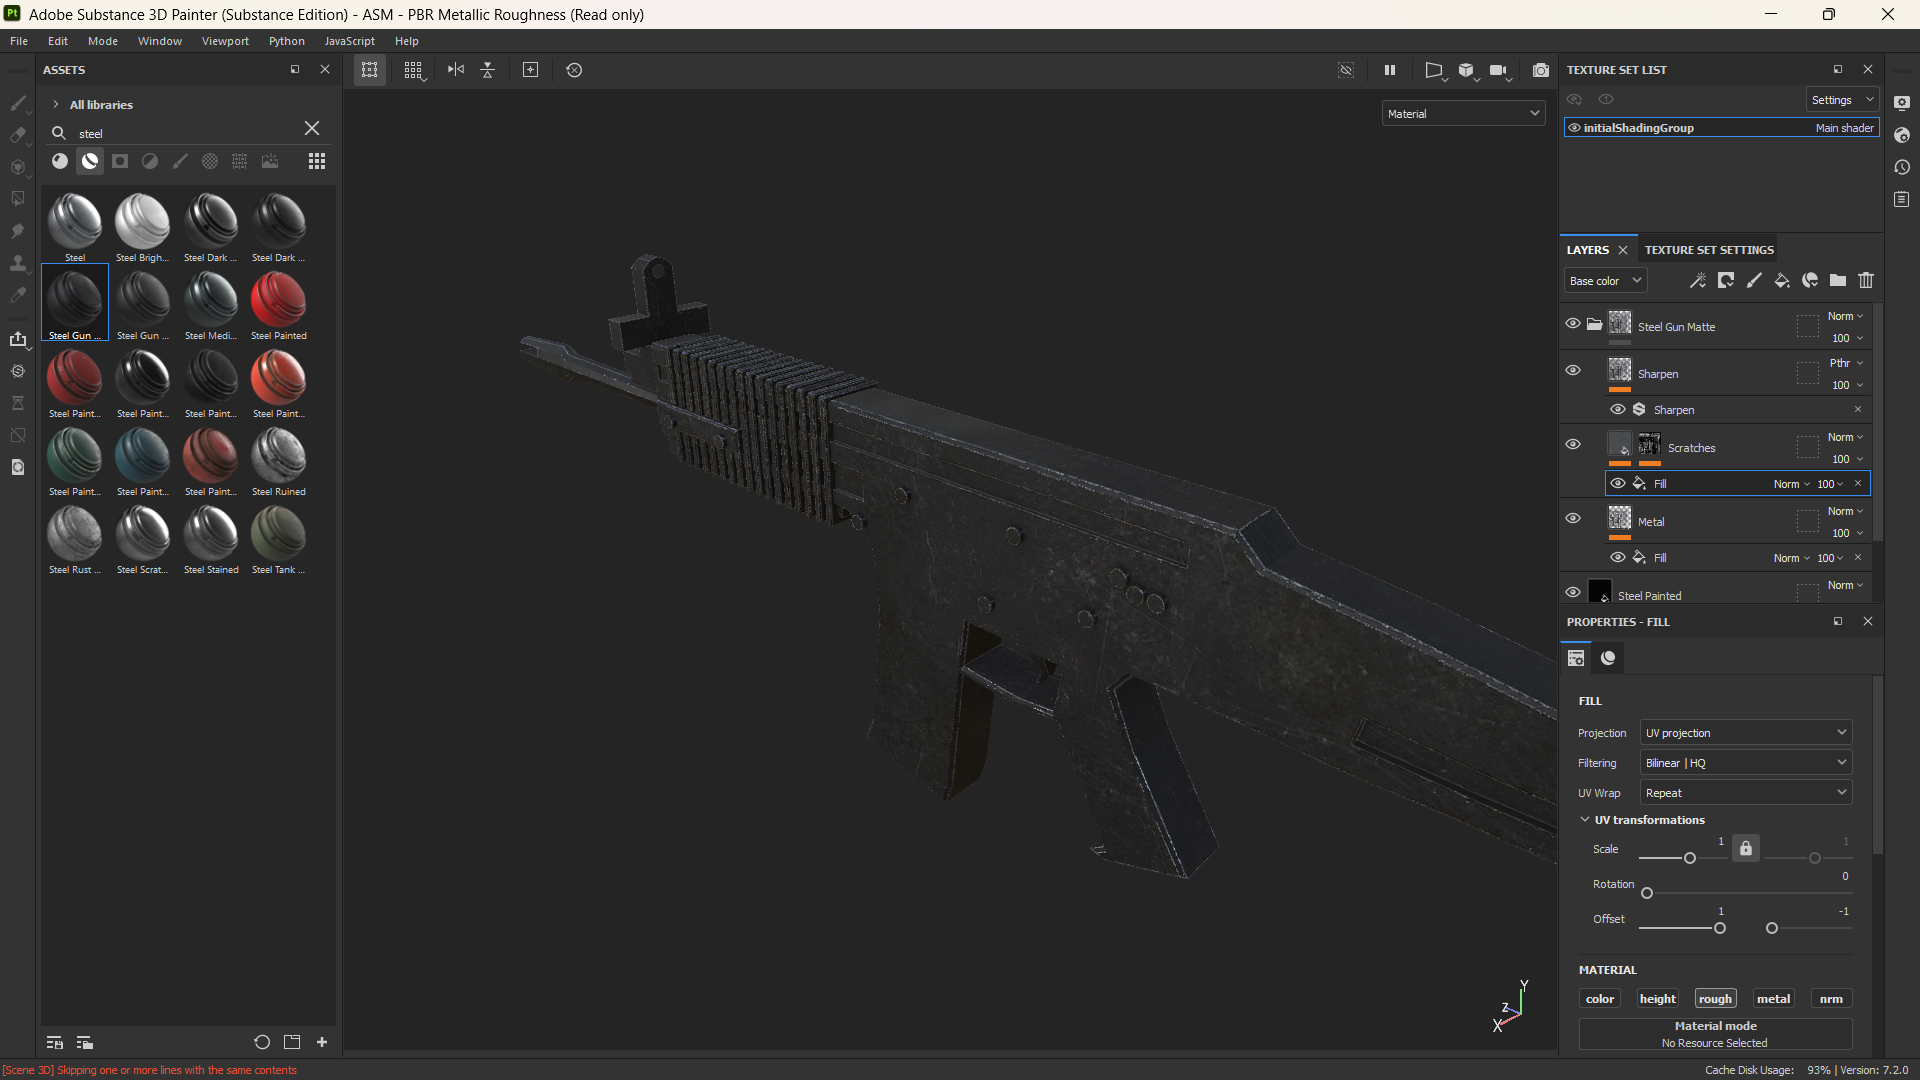 Pt Adobe Substance 3D Painter (Substance Edition) - ASM - PBR Metallic Roughness (Read only)
File Edit Mode Window Viewport Python JavaScript Help
ASSETS
All libraries
steel
Steel Steel Brigh... Steel Dark ... Steel Dark ...
Steel Gun ... Steel Gun ... Steel Medi... Steel Painted
Steel Paint... Steel Paint... Steel Paint... Steel Paint...
Steel Paint... Steel Paint... Steel Paint... Steel Ruined
Steel Rust ... Steel Scrat... Steel Stained Steel Tank ...
Material
Y
Z
X
TEXTURE SET LIST
Settings
initialShadingGroup Main shader
LAYERS TEXTURE SET SETTINGS
Base color
Steel Gun Matte Norm
100
Sharpen Pthr
100
Sharpen
Scratches Norm
100
Fill Norm 100
Metal Norm
100
Fill Norm 100
Steel Painted Norm
PROPERTIES - FILL
FILL
Projection UV projection
Filtering Bilinear | HQ
UV Wrap Repeat
UV transformations
Scale 1 1
Rotation 0
Offset 1 -1
MATERIAL
color height rough metal nrm
Material mode
No Resource Selected
[Scene 3D] Skipping one or more lines with the same contents
Cache Disk Usage: 93% | Version: 7.2.0